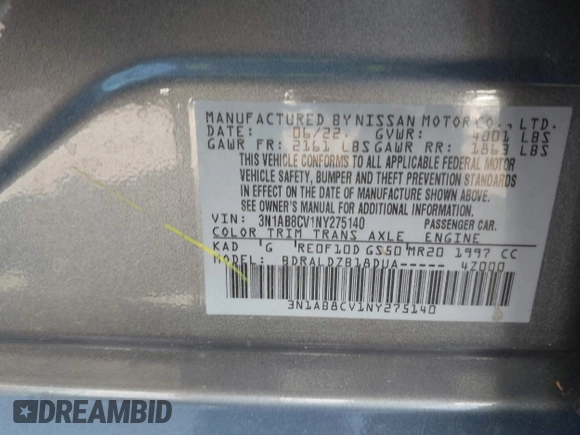 MANUFACTURED BY NISSAN MOTOR CO., LTD.
DATE: 06/22 GVWR: 4001 LBS
GAWR FR: 2161 LBS GAWR RR: 1863 LBS
THIS VEHICLE CONFORMS TO ALL APPLICABLE FEDERAL MOTOR
VEHICLE SAFETY, BUMPER AND THEFT PREVENTION STANDARDS
IN EFFECT ON THE DATE OF MANUFACTURE SHOWN ABOVE.
SEE OWNER'S MANUAL FOR ADDITIONAL INFORMATION.
VIN: 3N1AB8CV1NY275140 PASSENGER CAR.
COLOR TRIM TRANS AXLE ENGINE
KAD G RE0F10D GS50 MR20 1997 CC
MODEL: BDRALDZB18DUA----- 4Z000
3N1AB8CV1NY275140
DREAMBID